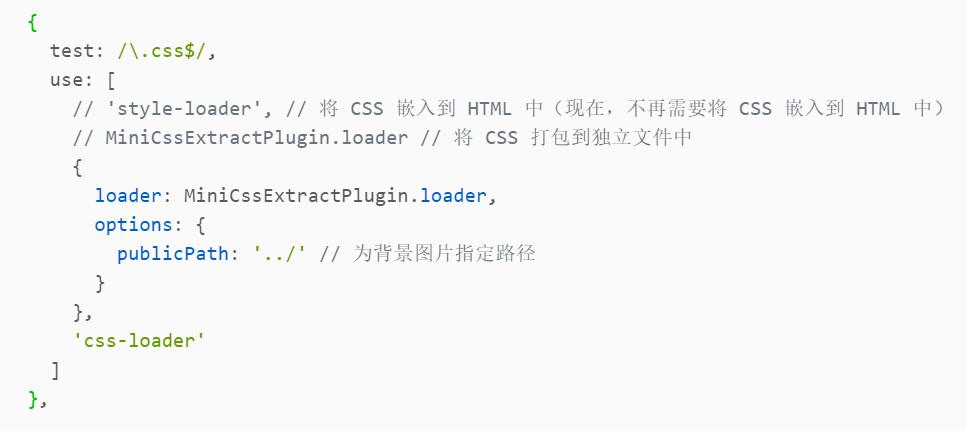 {
  test: /\.css$/,
  use: [
    // 'style-loader', // 将 CSS 嵌入到 HTML 中（现在，不再需要将 CSS 嵌入到 HTML 中）
    // MiniCssExtractPlugin.loader // 将 CSS 打包到独立文件中
    {
      loader: MiniCssExtractPlugin.loader,
      options: {
        publicPath: '../' // 为背景图片指定路径
      }
    },
    'css-loader'
  ]
},